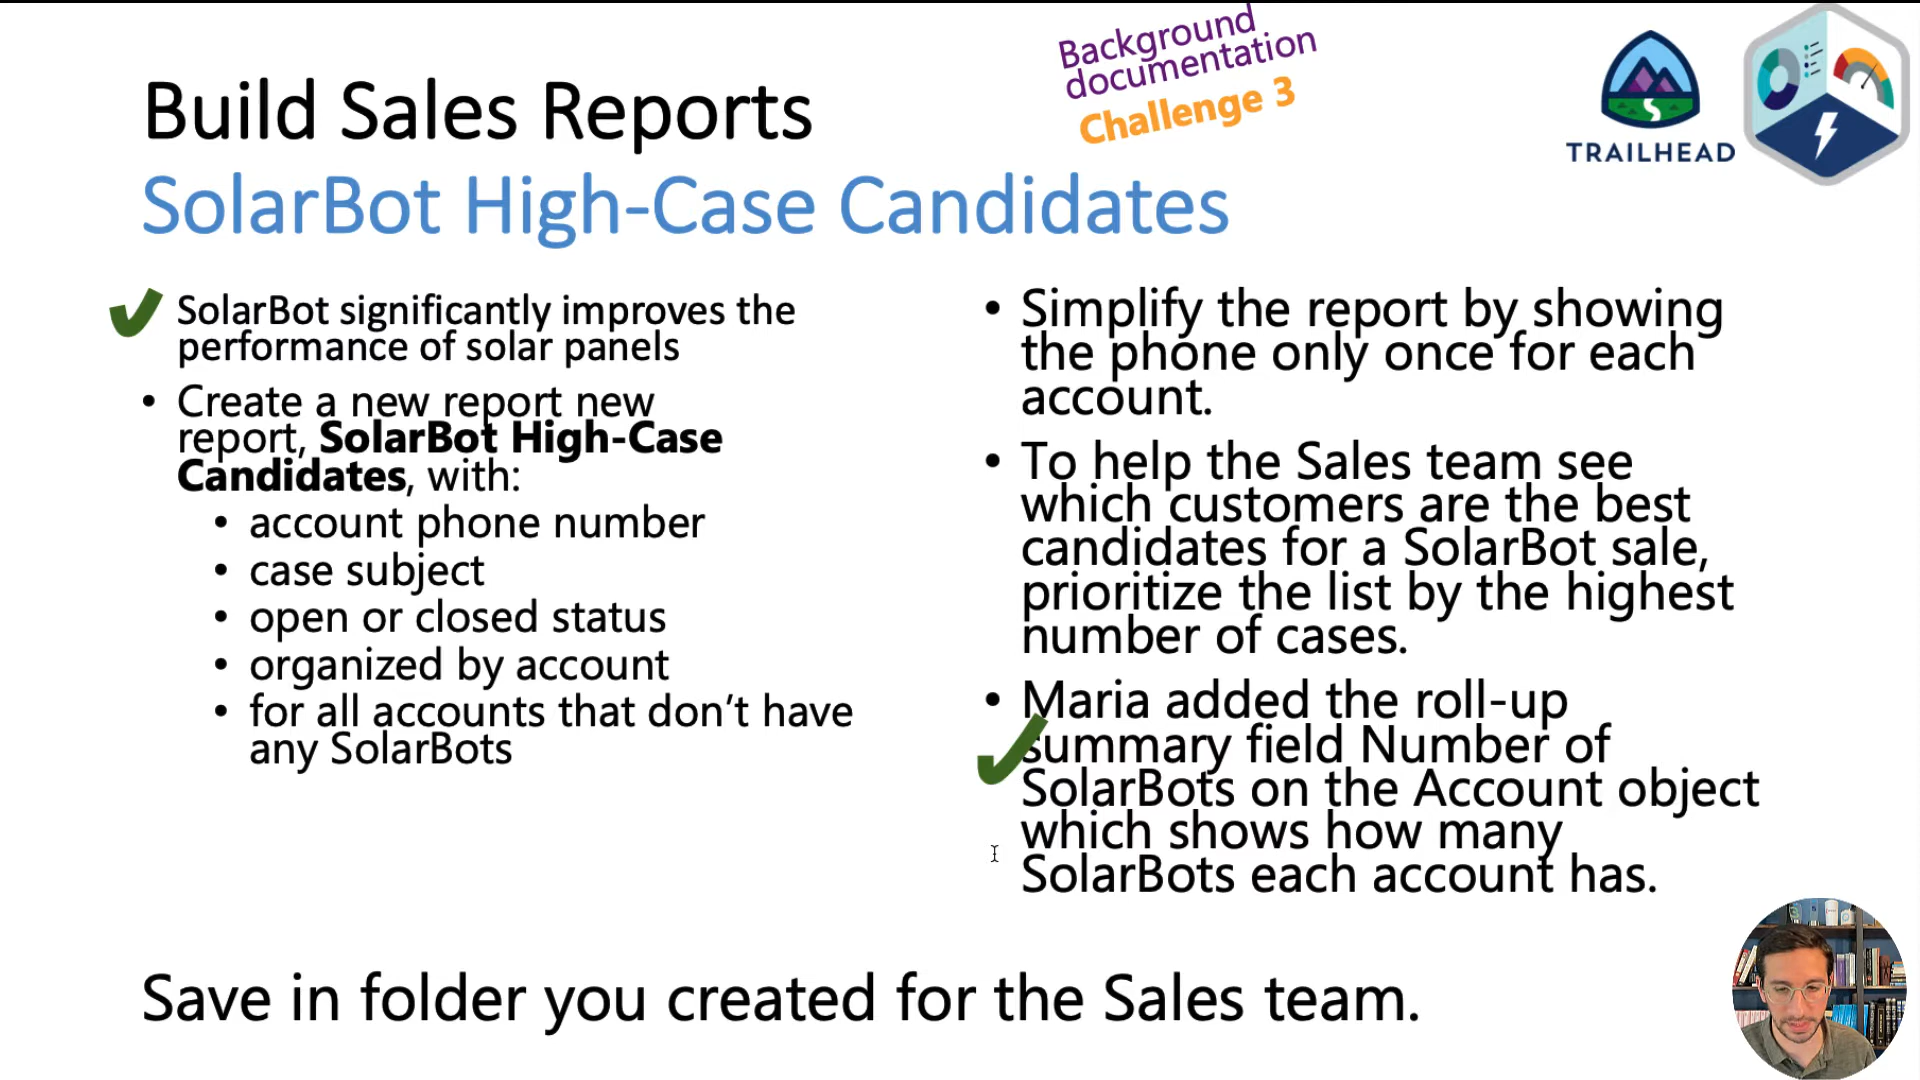 Background
documentation
Challenge 3
TRAILHEAD
Build Sales Reports
SolarBot High-Case Candidates
SolarBot significantly improves the
performance of solar panels
• Create a new report new
report, SolarBot High-Case
Candidates, with:
• account phone number
• case subject
• open or closed status
• organized by account
• for all accounts that don’t have
any SolarBots
• Simplify the report by showing
the phone only once for each
account.
• To help the Sales team see
which customers are the best
candidates for a SolarBot sale,
prioritize the list by the highest
number of cases.
• Maria added the roll-up
summary field Number of
SolarBots on the Account object
which shows how many
SolarBots each account has.
Save in folder you created for the Sales team.